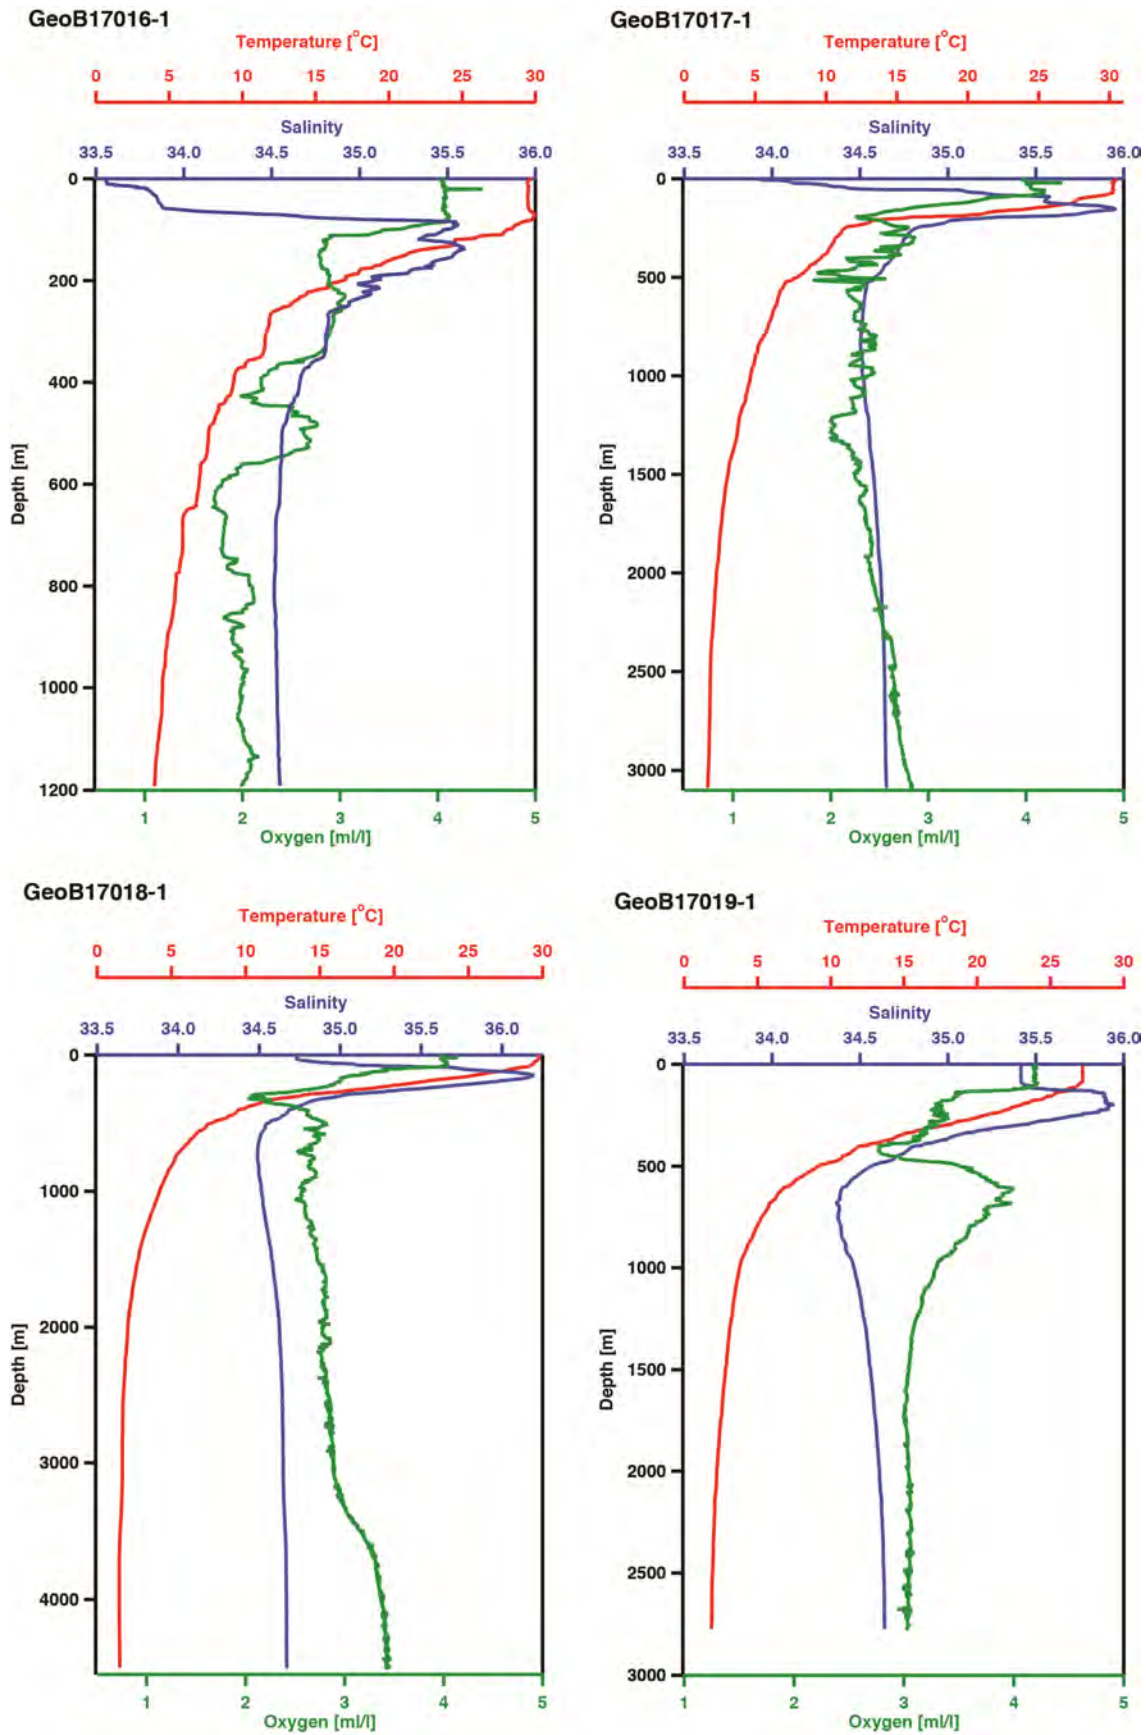 GeoB17016-1
Temperature [°C]
0 5 10 15 20 25 30
Salinity
33.5 34.0 34.5 35.0 35.5 36.0
0
200
400
600
800
1000
1200
Depth [m]
1 2 3 4 5
Oxygen [ml/l]
GeoB17017-1
Temperature [°C]
0 5 10 15 20 25 30
Salinity
33.5 34.0 34.5 35.0 35.5 36.0
0
500
1000
1500
2000
2500
3000
Depth [m]
1 2 3 4 5
Oxygen [ml/l]
GeoB17018-1
Temperature [°C]
0 5 10 15 20 25 30
Salinity
33.5 34.0 34.5 35.0 35.5 36.0
0
1000
2000
3000
4000
Depth [m]
1 2 3 4 5
Oxygen [ml/l]
GeoB17019-1
Temperature [°C]
0 5 10 15 20 25 30
Salinity
33.5 34.0 34.5 35.0 35.5 36.0
0
500
1000
1500
2000
2500
3000
Depth [m]
1 2 3 4 5
Oxygen [ml/l]